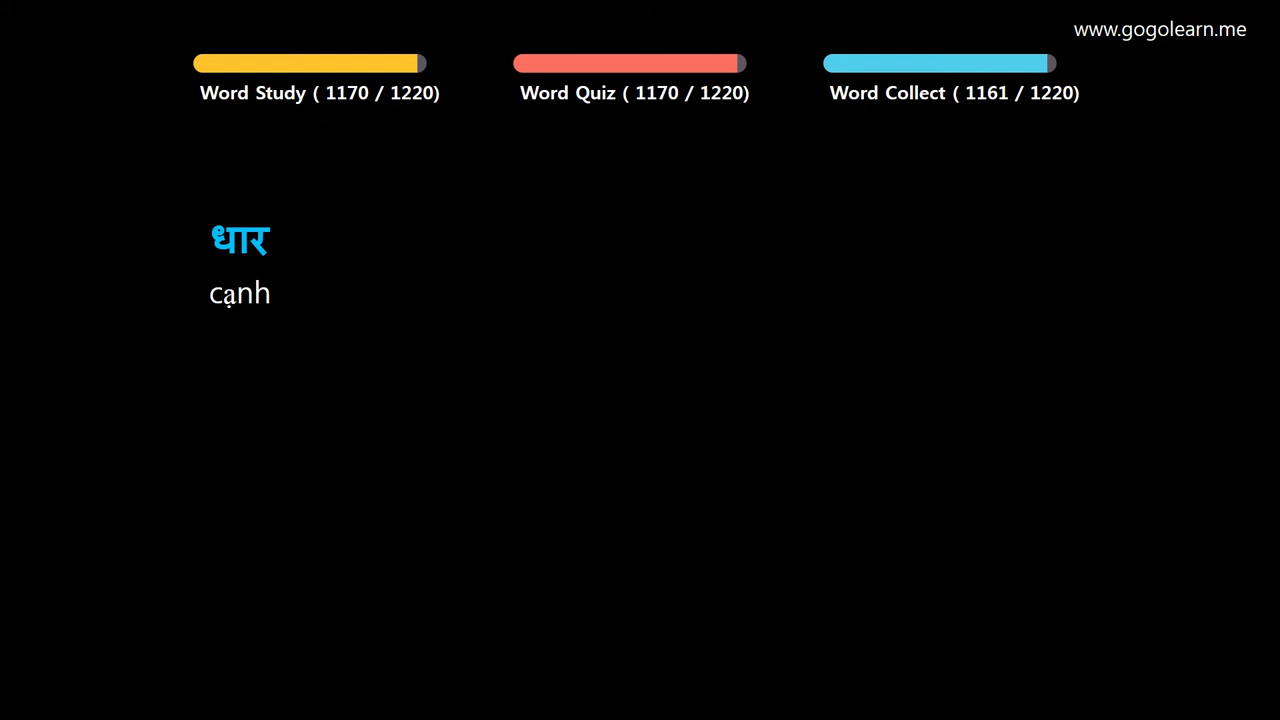 www.gogolearn.me
Word Study ( 1170 / 1220)
Word Quiz ( 1170 / 1220)
Word Collect ( 1161 / 1220)
धार
cạnh